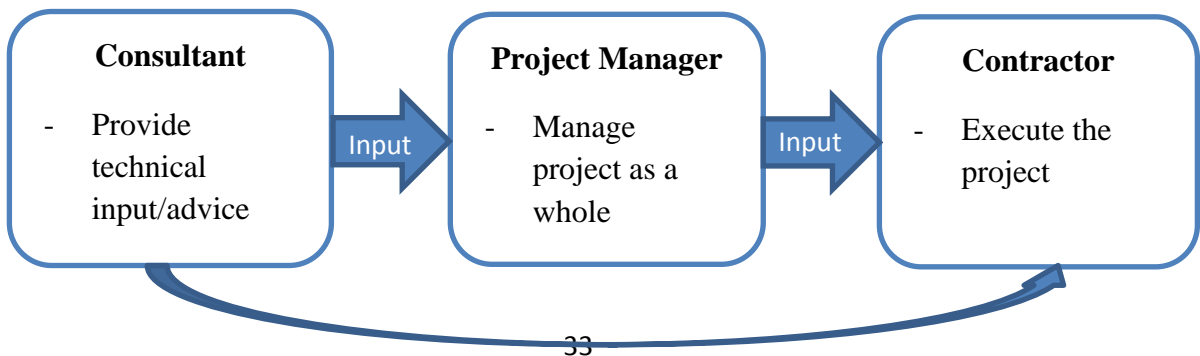 Consultant
- Provide
technical
input/advice
Input
Project Manager
- Manage
project as a
whole
Input
Contractor
- Execute the
project
33